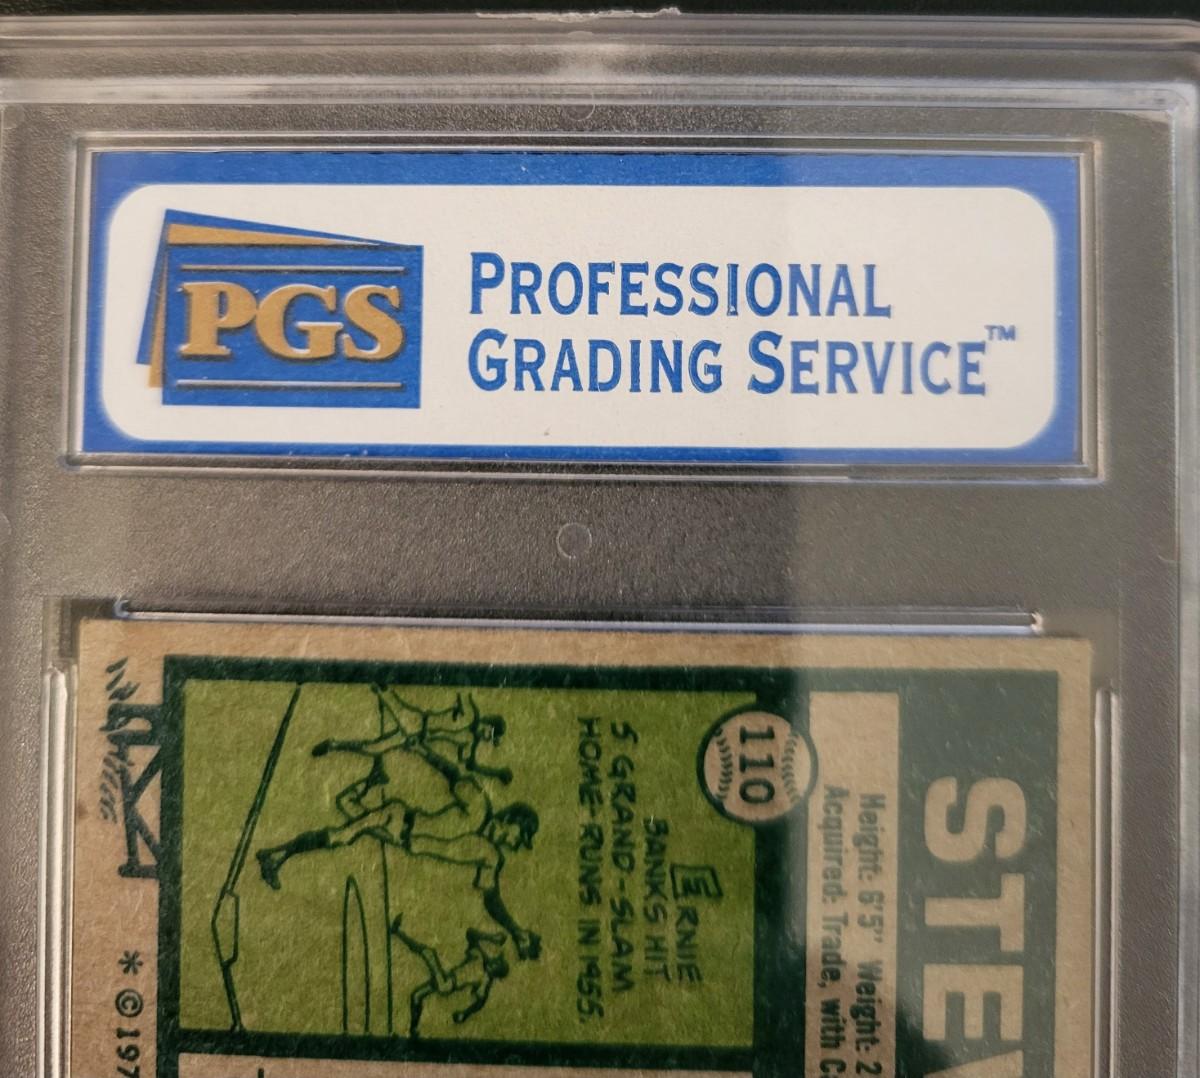 PGS
PROFESSIONAL
GRADING SERVICE™
110
ERNIE
BANKS HIT
5 GRAND-SLAM
HOME RUNS IN 1955.
Height: 6'5" Weight: 2
Acquired: Trade, with
STEV
* © 197